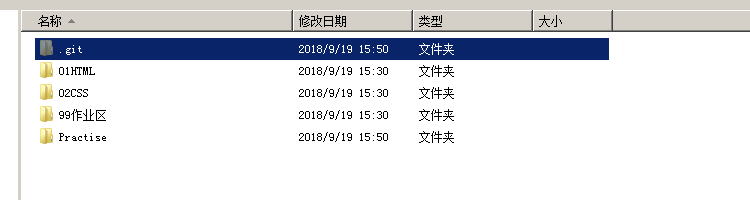 名称 修改日期 类型 大小
.git 2018/9/19 15:50 文件夹
01HTML 2018/9/19 15:30 文件夹
02CSS 2018/9/19 15:30 文件夹
99作业区 2018/9/19 15:30 文件夹
Practise 2018/9/19 15:50 文件夹